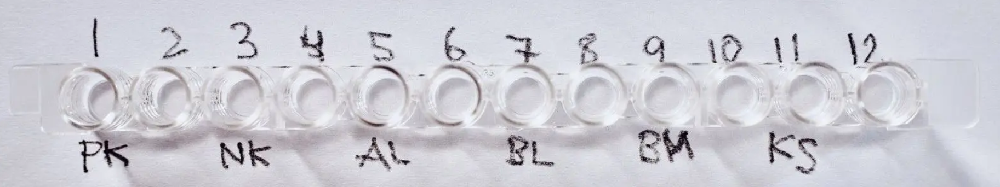 1 2 3 4 5 6 7 8 9 10 11 12
PK NK AL BL BM KS